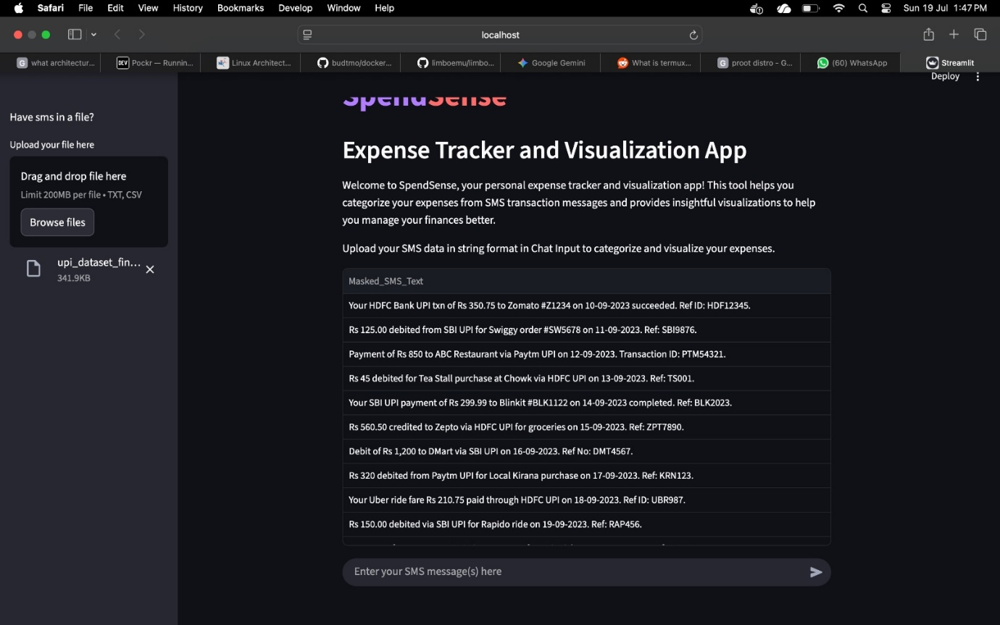 Safari File Edit View History Bookmarks Develop Window Help Sun 19 Jul 1:47 PM
localhost
what architectur... DEV Pockr — Runnin... Linux Architect... budtmo/docker... limboemu/limbo... Google Gemini What is termux... G proot distro - G... (60) WhatsApp Streamlit
Deploy
Have sms in a file?
Upload your file here
Drag and drop file here
Limit 200MB per file • TXT, CSV
Browse files
upi_dataset_fin...
341.9KB
SpendSense
Expense Tracker and Visualization App
Welcome to SpendSense, your personal expense tracker and visualization app! This tool helps you
categorize your expenses from SMS transaction messages and provides insightful visualizations to help
you manage your finances better.
Upload your SMS data in string format in Chat Input to categorize and visualize your expenses.
Masked_SMS_Text
Your HDFC Bank UPI txn of Rs 350.75 to Zomato #Z1234 on 10-09-2023 succeeded. Ref ID: HDF12345.
Rs 125.00 debited from SBI UPI for Swiggy order #SW5678 on 11-09-2023. Ref: SBI9876.
Payment of Rs 850 to ABC Restaurant via Paytm UPI on 12-09-2023. Transaction ID: PTM54321.
Rs 45 debited for Tea Stall purchase at Chowk via HDFC UPI on 13-09-2023. Ref: TS001.
Your SBI UPI payment of Rs 299.99 to Blinkit #BLK1122 on 14-09-2023 completed. Ref: BLK2023.
Rs 560.50 credited to Zepto via HDFC UPI for groceries on 15-09-2023. Ref: ZPT7890.
Debit of Rs 1,200 to DMart via SBI UPI on 16-09-2023. Ref No: DMT4567.
Rs 320 debited from Paytm UPI for Local Kirana purchase on 17-09-2023. Ref: KRN123.
Your Uber ride fare Rs 210.75 paid through HDFC UPI on 18-09-2023. Ref ID: UBR987.
Rs 150.00 debited via SBI UPI for Rapido ride on 19-09-2023. Ref: RAP456.
Enter your SMS message(s) here